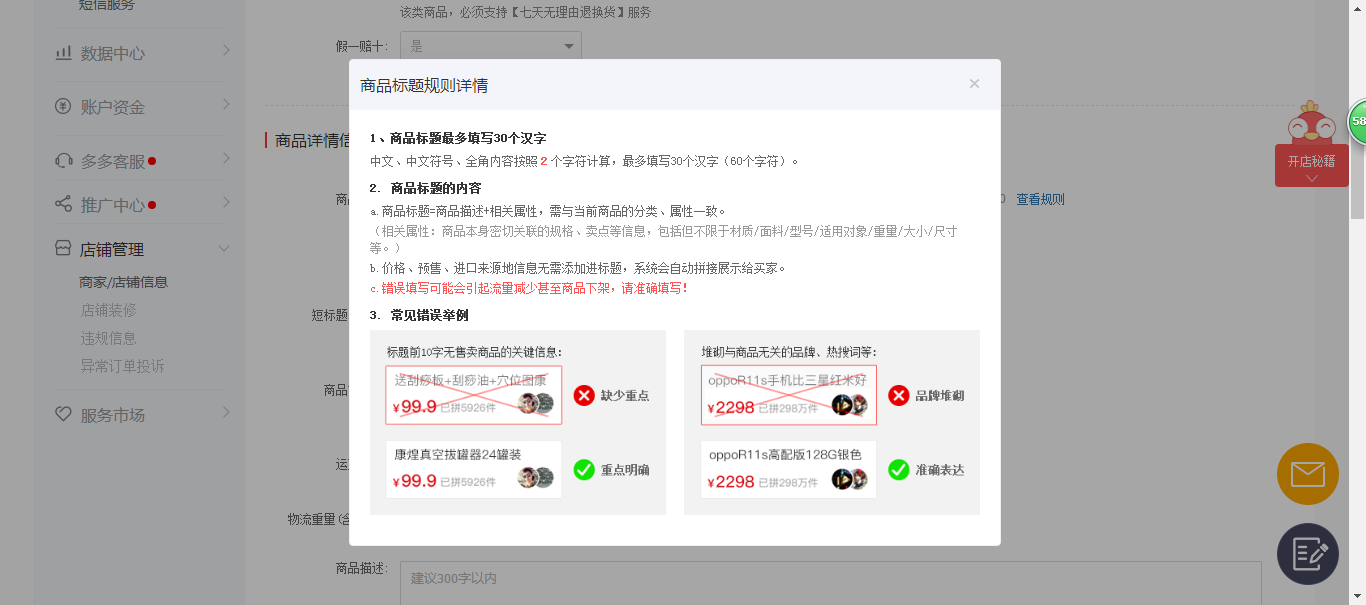 短信服务
数据中心
账户资金
多多客服
推广中心
店铺管理
商家/店铺信息
店铺装修
违规信息
异常订单投诉
服务市场
该类商品，必须支持【七天无理由退换货】服务
假一赔十：
是
商品详情信
商
0
查看规则
短标题
商品
运
物流重量(含
商品描述：
建议300字以内
商品标题规则详情
×
1、商品标题最多填写30个汉字
中文、中文符号、全角内容按照 2 个字符计算，最多填写30个汉字（60个字符）。
2. 商品标题的内容
a. 商品标题=商品描述+相关属性，需与当前商品的分类、属性一致。
（相关属性：商品本身密切关联的规格、卖点等信息，包括但不限于材质/面料/型号/适用对象/重量/大小/尺寸
等。）
b. 价格、预售、进口来源地信息无需添加进标题，系统会自动拼接展示给买家。
c. 错误填写可能会引起流量减少甚至商品下架，请准确填写！
3. 常见错误举例
标题前10字无售卖商品的关键信息：
送刮痧板+刮痧油+穴位图康
¥99.9 已拼5926件
缺少重点
康煌真空拔罐器24罐装
¥99.9 已拼5926件
重点明确
堆砌与商品无关的品牌、热搜词等：
oppoR11s手机比三星红米好
¥2298 已拼298万件
品牌堆砌
oppoR11s高配版128G银色
¥2298 已拼298万件
准确表达
58
开店秘籍